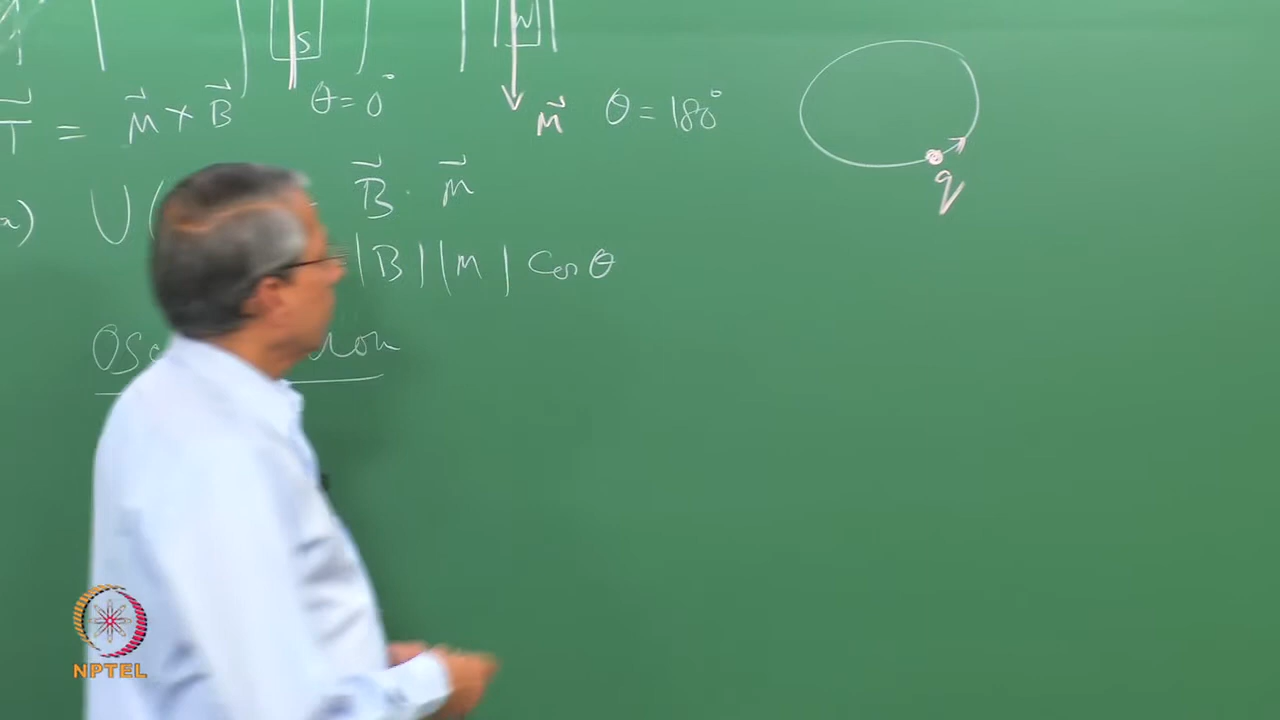 S N
θ = 0°
M⃗ θ = 180°
T⃗ = M⃗ × B⃗
U( B⃗ · m⃗
|B| |M| Cos θ
q
NPTEL